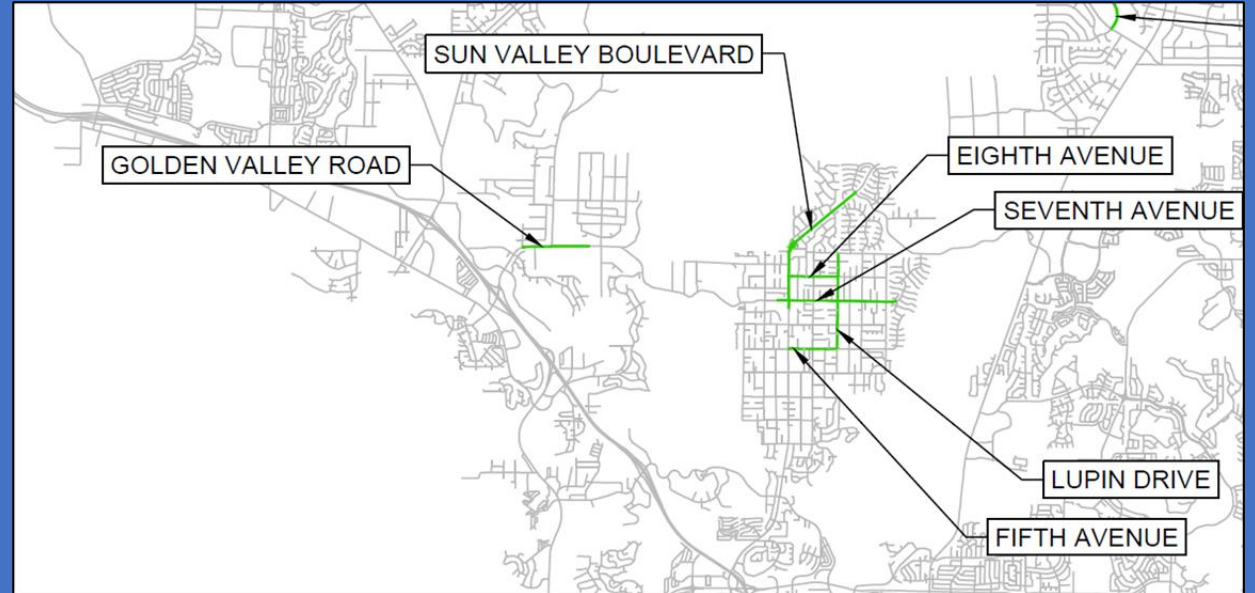 SUN VALLEY BOULEVARD
EIGHTH AVENUE
GOLDEN VALLEY ROAD
SEVENTH AVENUE
LUPIN DRIVE
FIFTH AVENUE